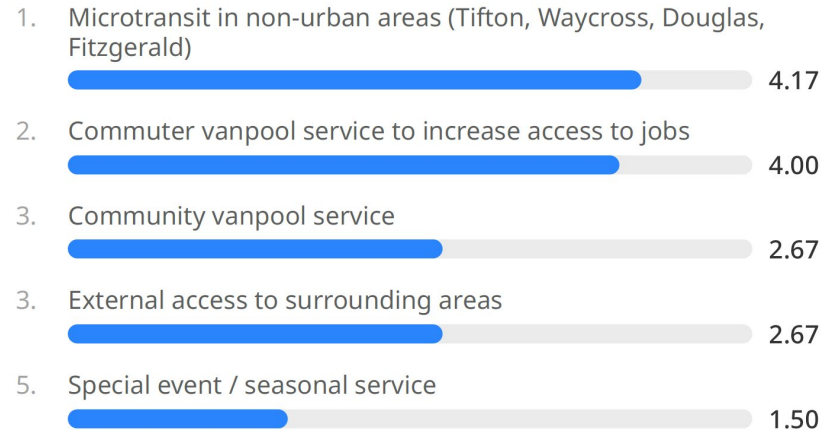 1. Microtransit in non-urban areas (Tifton, Waycross, Douglas,
Fitzgerald)
4.17
2. Commuter vanpool service to increase access to jobs
4.00
3. Community vanpool service
2.67
3. External access to surrounding areas
2.67
5. Special event / seasonal service
1.50